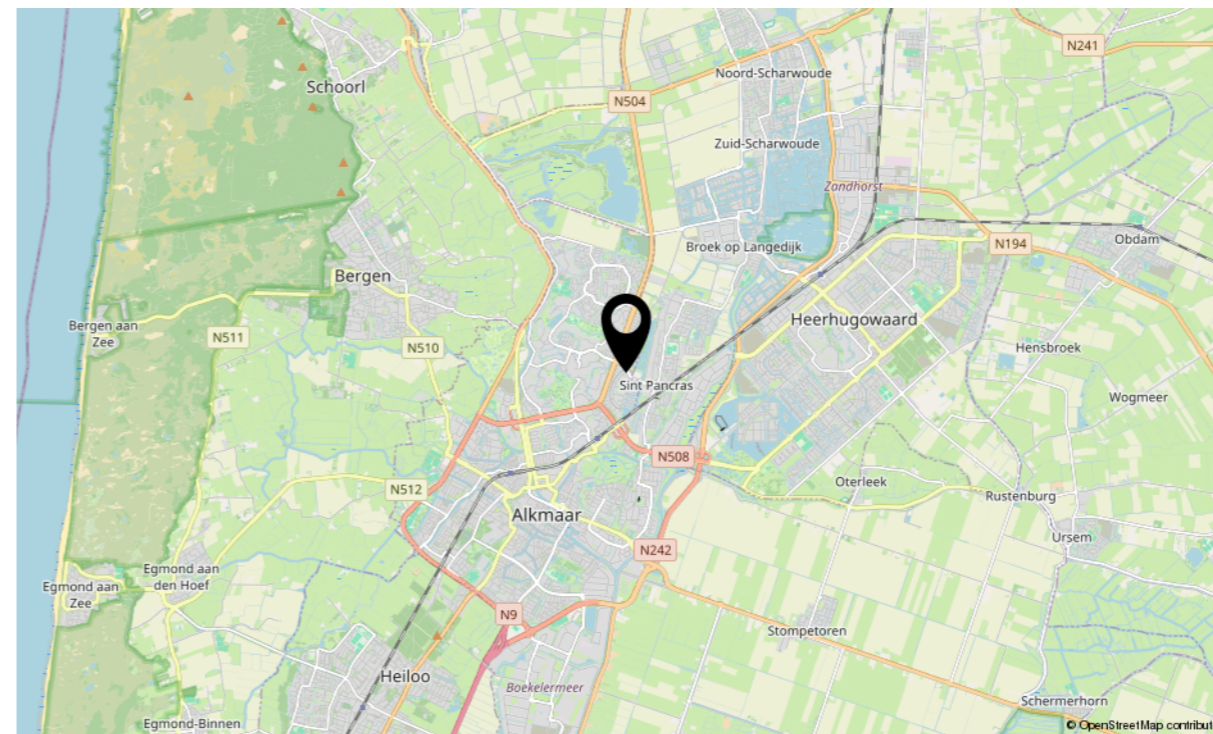 N241
Noord-Scharwoude
Schoorl
N504
Zuid-Scharwoude
Zandhorst
Obdam
N194
Broek op Langedijk
Bergen
Heerhugowaard
Bergen aan
Zee
N511
N510
Hensbroek
Sint Pancras
Wogmeer
N508
Oterleek
N512
Rustenburg
Alkmaar
Ursem
N242
Egmond aan
den Hoef
Egmond aan
Zee
N9
Stompetoren
Heiloo
Boekelermeer
Schermerhorn
Egmond-Binnen
© OpenStreetMap contribut